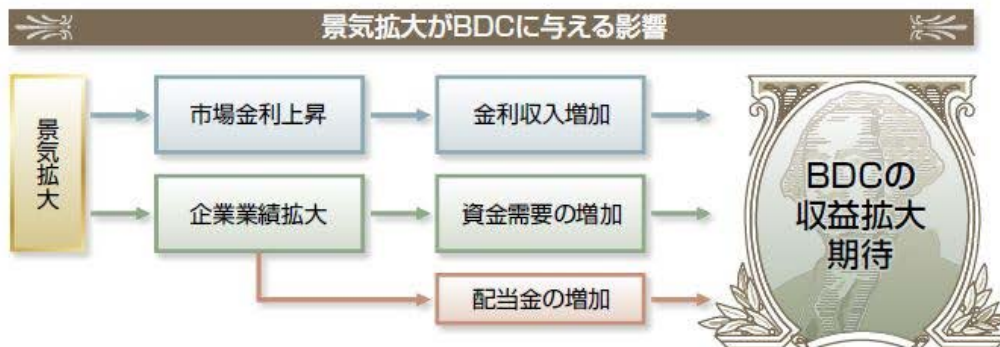 景気拡大がBDCに与える影響
景気拡大
市場金利上昇
金利収入増加
企業業績拡大
資金需要の増加
配当金の増加
BDCの
収益拡大
期待